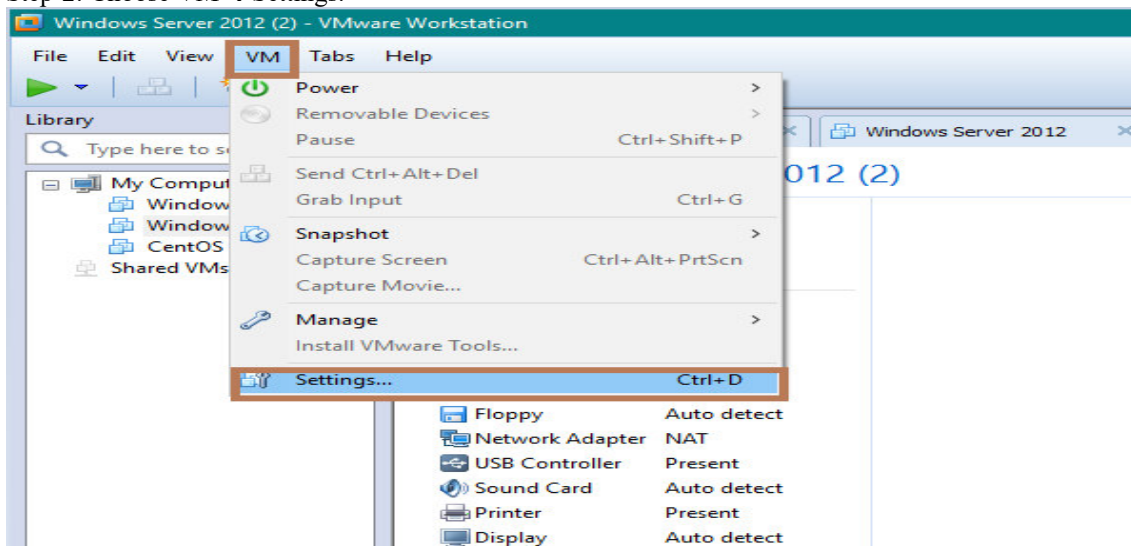 Windows Server 2012 (2) - VMware Workstation
File Edit View VM Tabs Help
Library
Type here to s
Windows Server 2012
012 (2)
My Comput
Window
Window
CentOS
Shared VMs
Power
Removable Devices
Pause Ctrl+Shift+P
Send Ctrl+Alt+Del
Grab Input Ctrl+G
Snapshot
Capture Screen Ctrl+Alt+PrtScn
Capture Movie...
Manage
Install VMware Tools...
Settings... Ctrl+D
Floppy Auto detect
Network Adapter NAT
USB Controller Present
Sound Card Auto detect
Printer Present
Display Auto detect